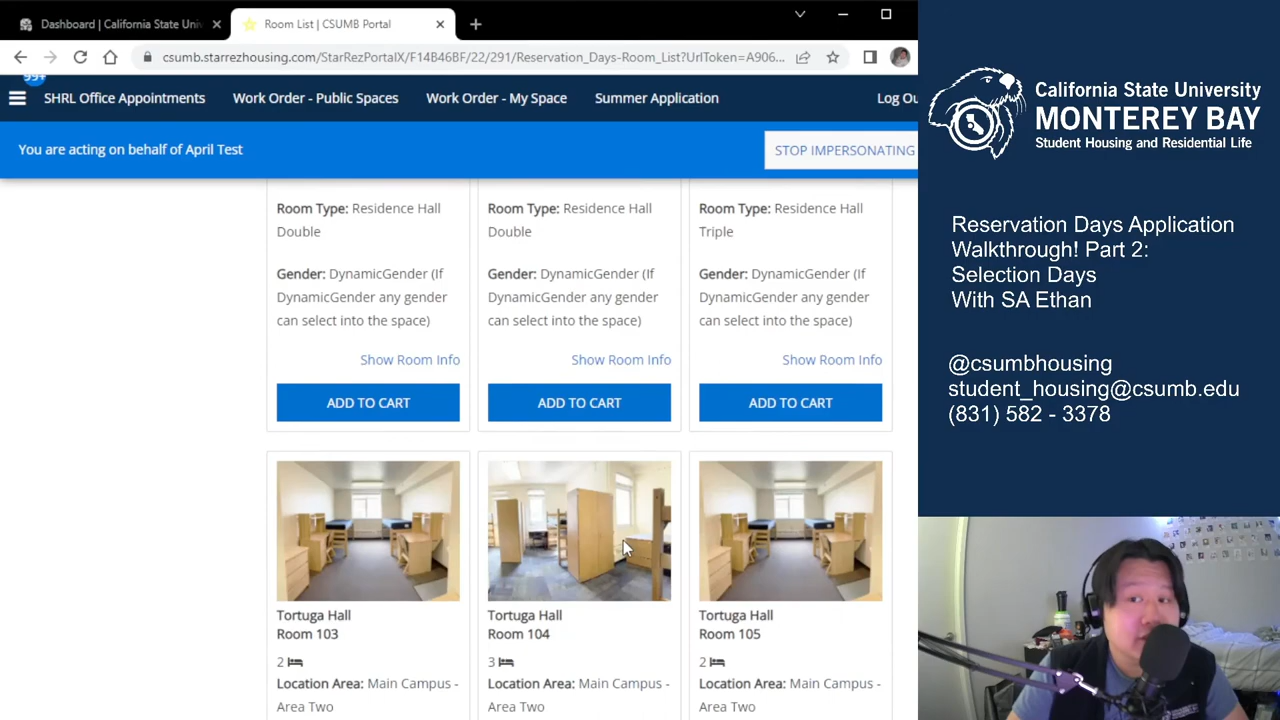 Dashboard | California State Univ
Room List | CSUMB Portal
csumb.starrezhousing.com/StarRezPortalX/F14B46BF/22/291/Reservation_Days-Room_List?UrlToken=A906...
99+
SHRL Office Appointments
Work Order - Public Spaces
Work Order - My Space
Summer Application
Log Ou
You are acting on behalf of April Test
STOP IMPERSONATING
Room Type: Residence Hall
Double
Gender: DynamicGender (If
DynamicGender any gender
can select into the space)
Show Room Info
ADD TO CART
Room Type: Residence Hall
Double
Gender: DynamicGender (If
DynamicGender any gender
can select into the space)
Show Room Info
ADD TO CART
Room Type: Residence Hall
Triple
Gender: DynamicGender (If
DynamicGender any gender
can select into the space)
Show Room Info
ADD TO CART
Tortuga Hall
Room 103
2
Location Area: Main Campus -
Area Two
Tortuga Hall
Room 104
3
Location Area: Main Campus -
Area Two
Tortuga Hall
Room 105
2
Location Area: Main Campus -
Area Two
California State University
MONTEREY BAY
Student Housing and Residential Life
Reservation Days Application
Walkthrough! Part 2:
Selection Days
With SA Ethan
@csumbhousing
student_housing@csumb.edu
(831) 582 - 3378